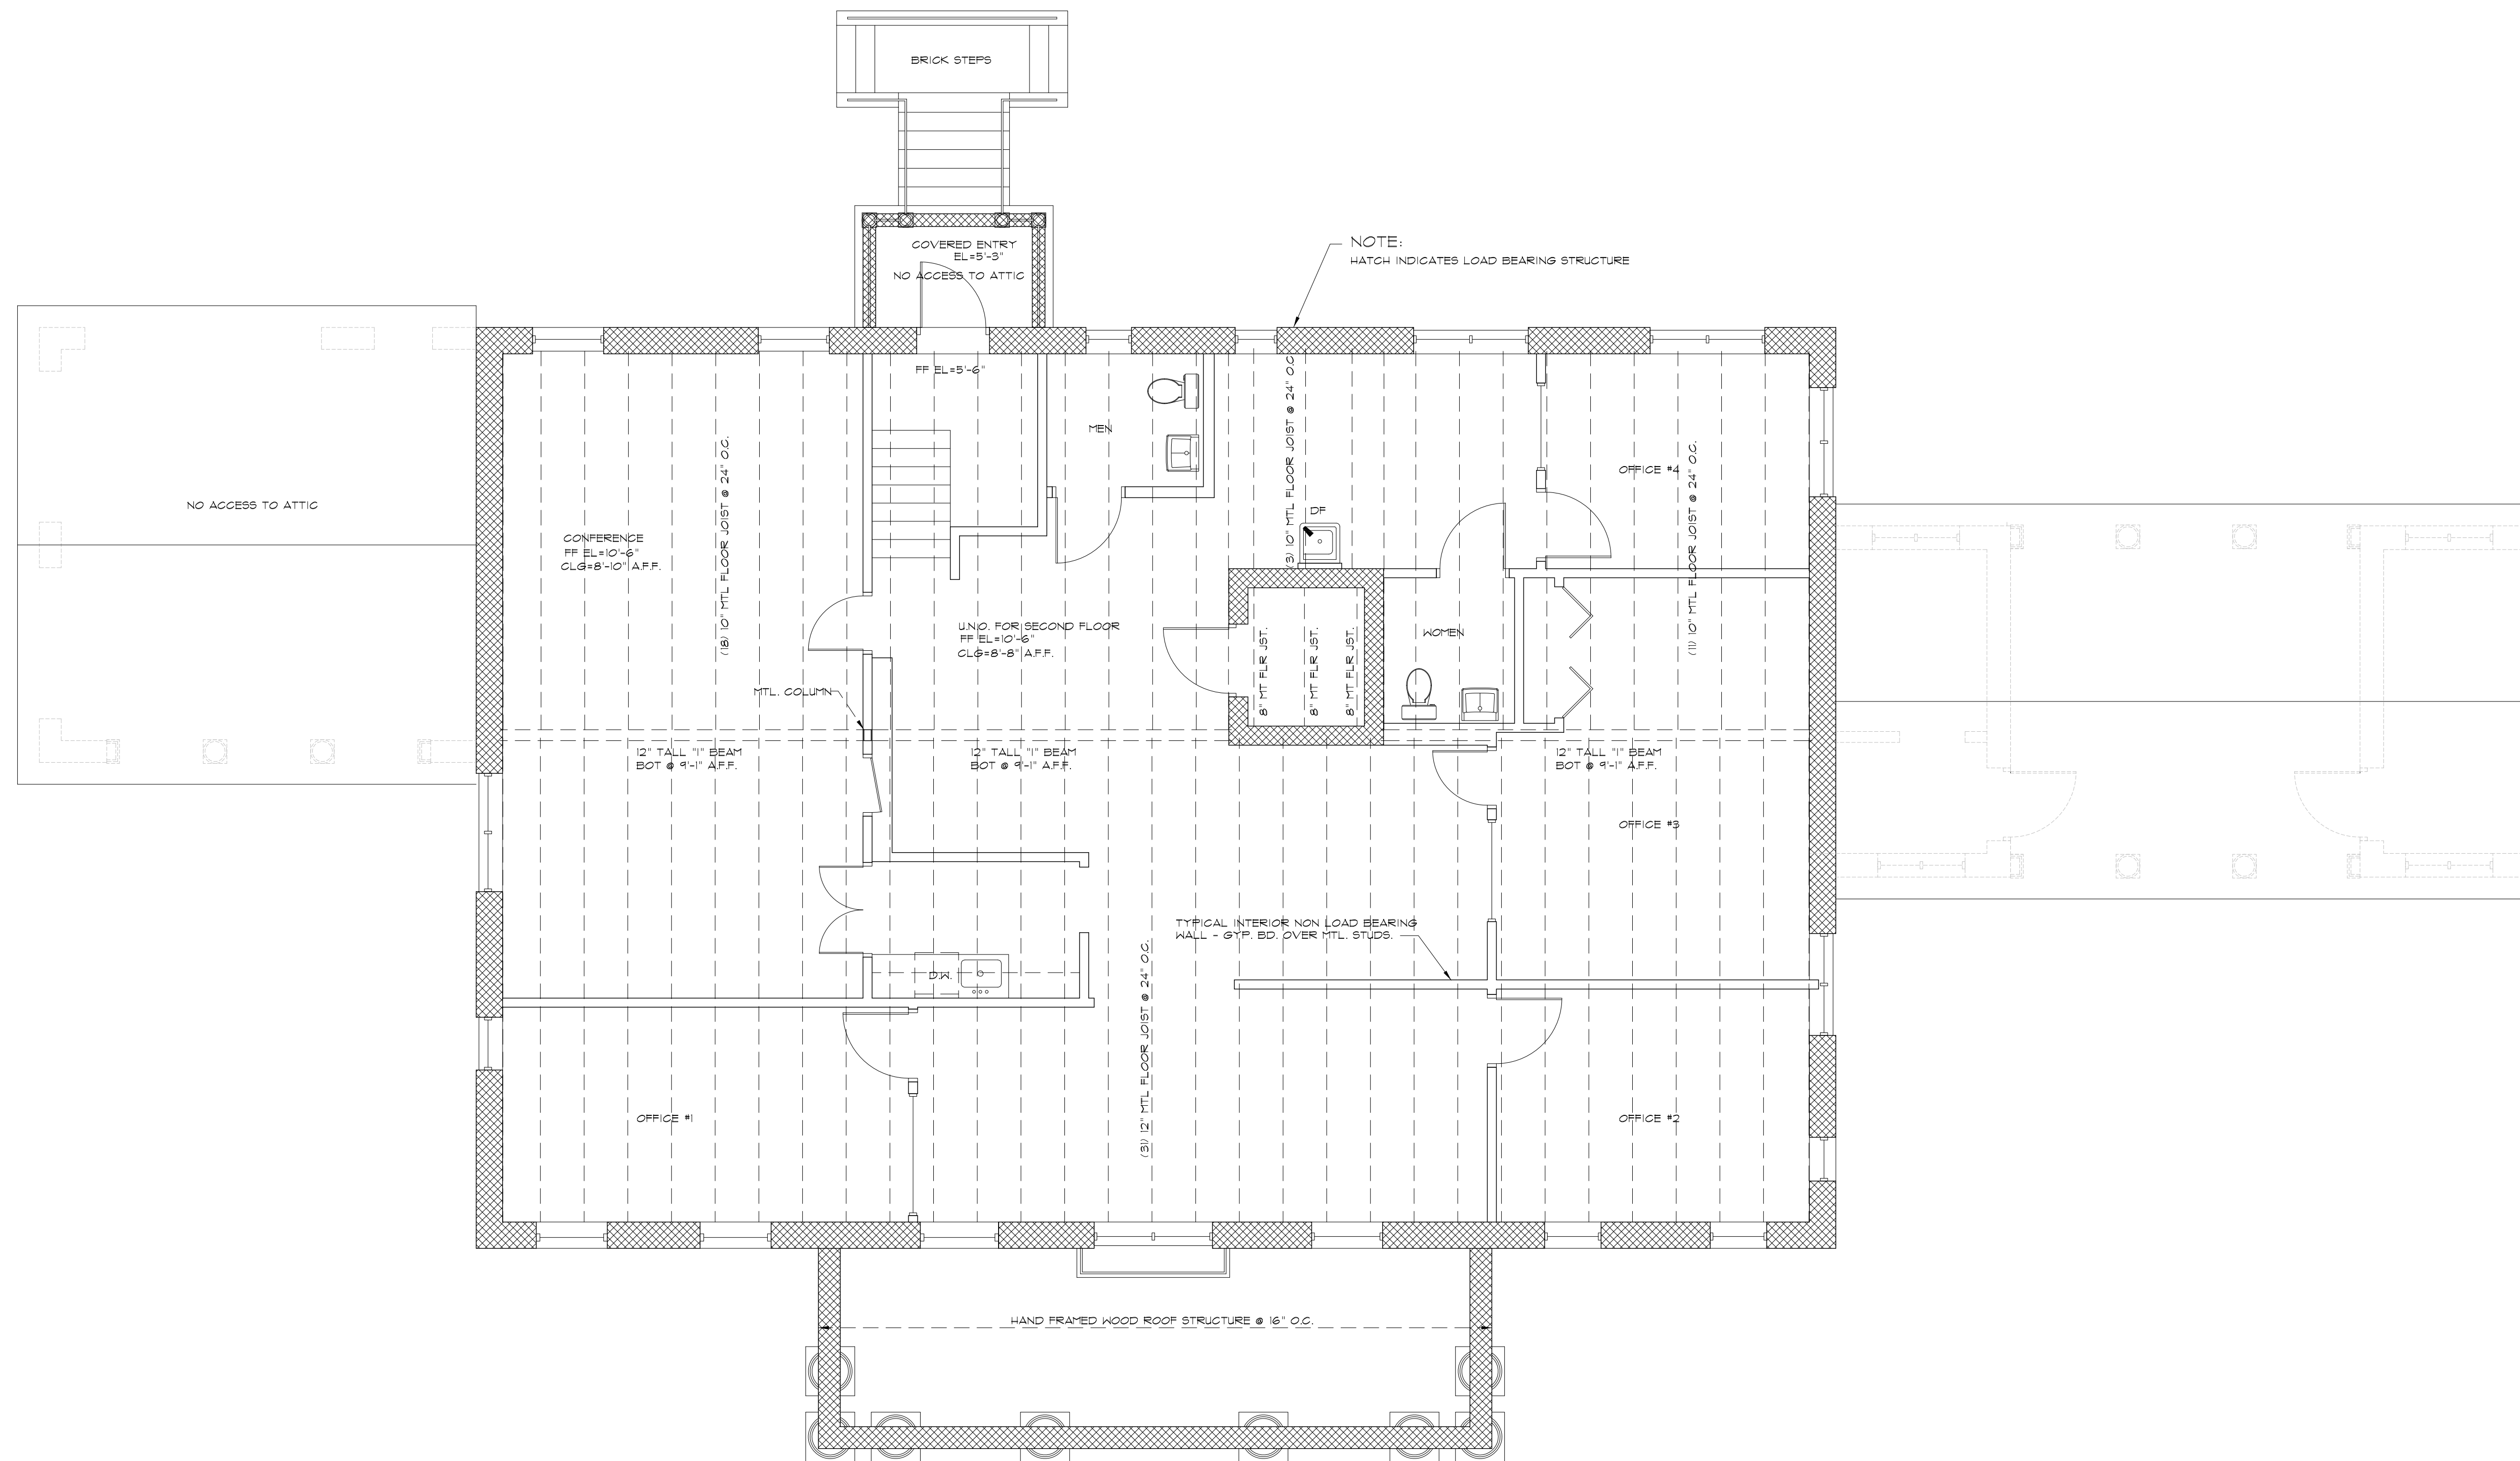 BRICK STEPS
COVERED ENTRY
EL=5'-3"
NO ACCESS TO ATTIC
NOTE:
HATCH INDICATES LOAD BEARING STRUCTURE
FF EL=5'-6"
MEN
(18) 10" MTL FLOOR JOIST @ 24" O.C.
(3) 10" MTL FLOOR JOIST @ 24" O.C.
(11) 10" MTL FLOOR JOIST @ 24" O.C.
OFFICE #4
NO ACCESS TO ATTIC
DF
CONFERENCE
FF EL=10'-6"
CLG=8'-10" A.F.F.
U.N.O. FOR SECOND FLOOR
FF EL=10'-6"
CLG=8'-8" A.F.F.
WOMEN
8" MT FLR JST.
8" MT FLR JST.
8" MT FLR JST.
MTL. COLUMN
12" TALL "I" BEAM
BOT @ 9'-1" A.F.F.
12" TALL "I" BEAM
BOT @ 9'-1" A.F.F.
12" TALL "I" BEAM
BOT @ 9'-1" A.F.F.
OFFICE #3
TYPICAL INTERIOR NON LOAD BEARING
WALL - GYP. BD. OVER MTL. STUDS.
D.W.
(31) 12" MTL FLOOR JOIST @ 24" O.C.
OFFICE #1
OFFICE #2
HAND FRAMED WOOD ROOF STRUCTURE @ 16" O.C.